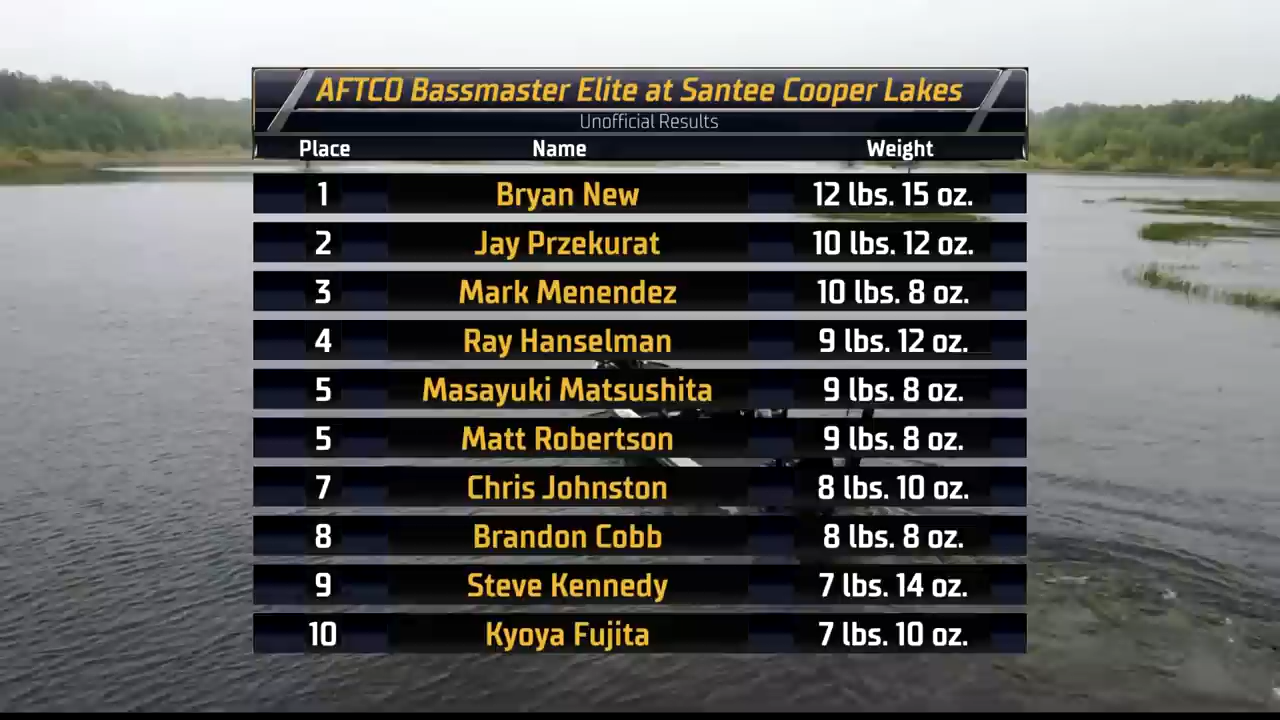 AFTCO Bassmaster Elite at Santee Cooper Lakes
Unofficial Results
Place Name Weight
1 Bryan New 12 lbs. 15 oz.
2 Jay Przekurat 10 lbs. 12 oz.
3 Mark Menendez 10 lbs. 8 oz.
4 Ray Hanselman 9 lbs. 12 oz.
5 Masayuki Matsushita 9 lbs. 8 oz.
5 Matt Robertson 9 lbs. 8 oz.
7 Chris Johnston 8 lbs. 10 oz.
8 Brandon Cobb 8 lbs. 8 oz.
9 Steve Kennedy 7 lbs. 14 oz.
10 Kyoya Fujita 7 lbs. 10 oz.